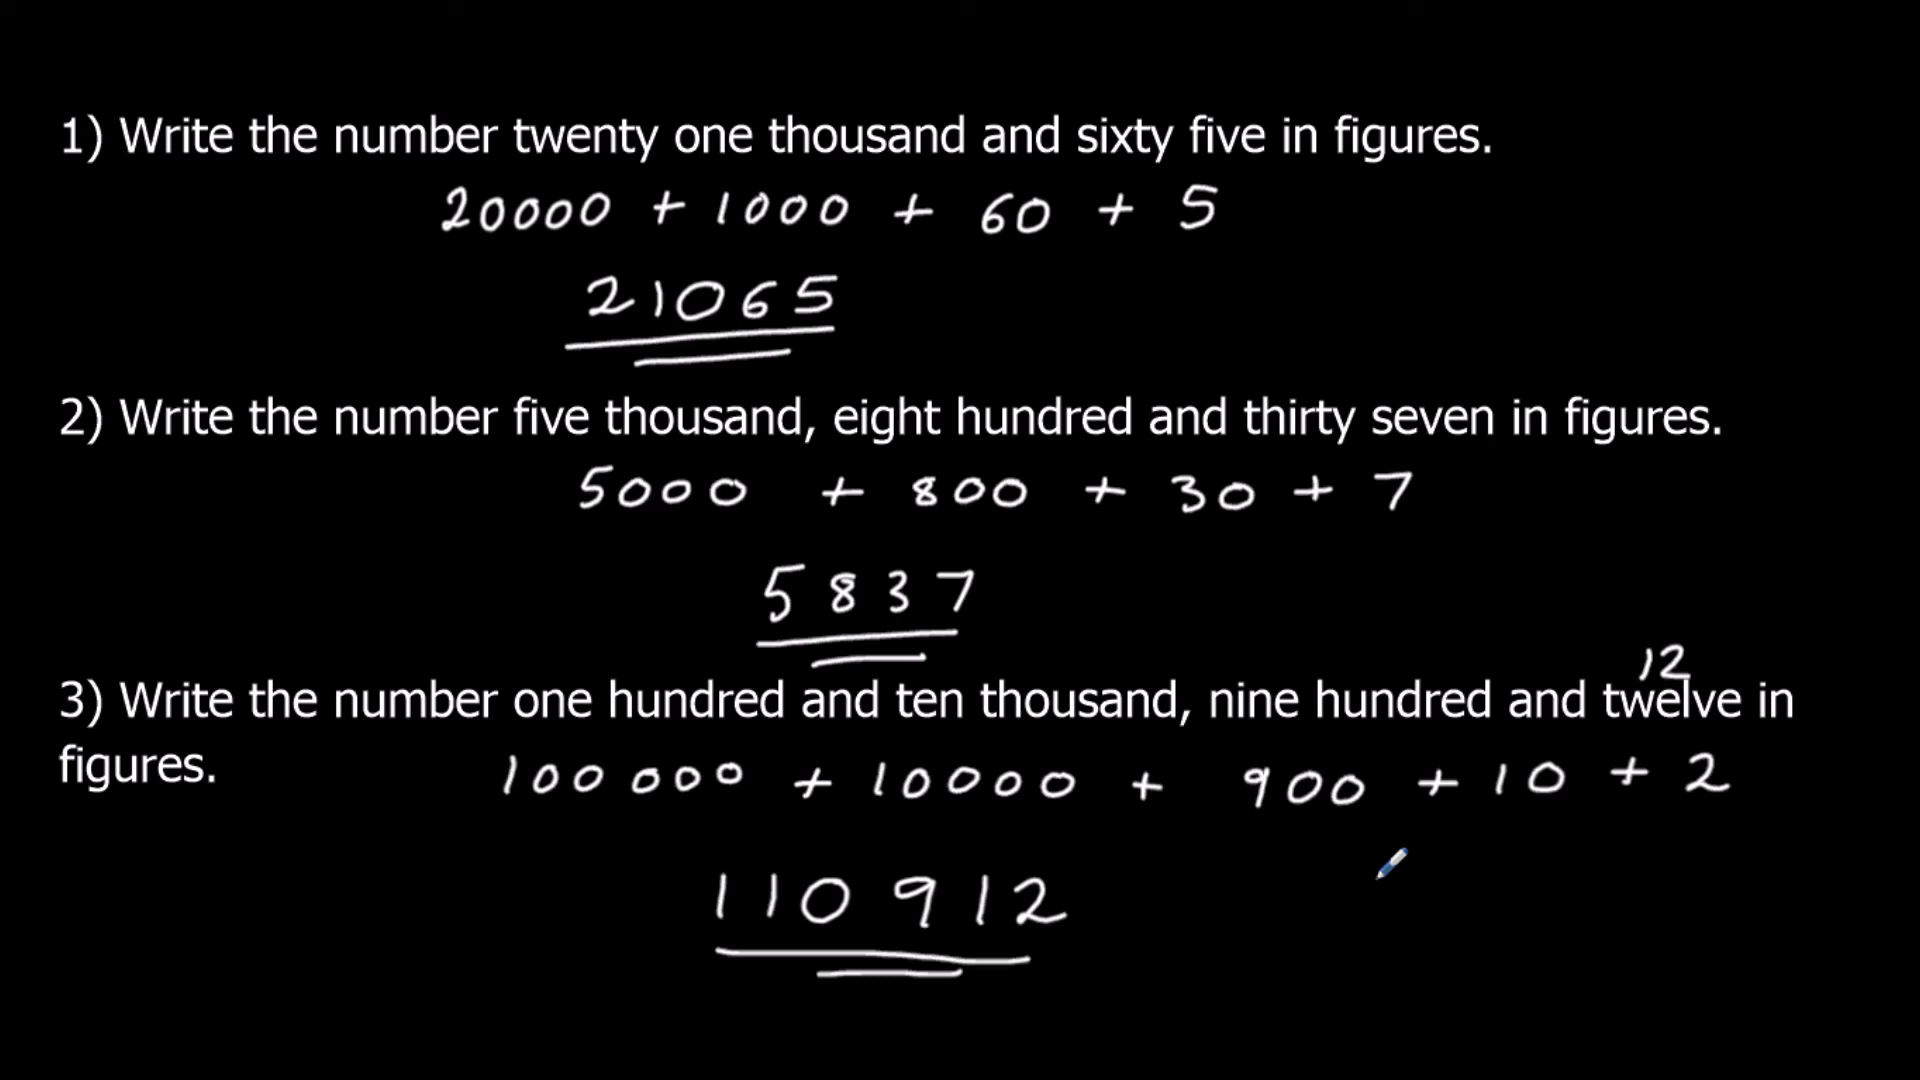 1) Write the number twenty one thousand and sixty five in figures.
20000 + 1000 + 60 + 5
21065
2) Write the number five thousand, eight hundred and thirty seven in figures.
5000 + 800 + 30 + 7
5837
12
3) Write the number one hundred and ten thousand, nine hundred and twelve in
figures.
100 000 + 10000 + 900 + 10 + 2
110 912